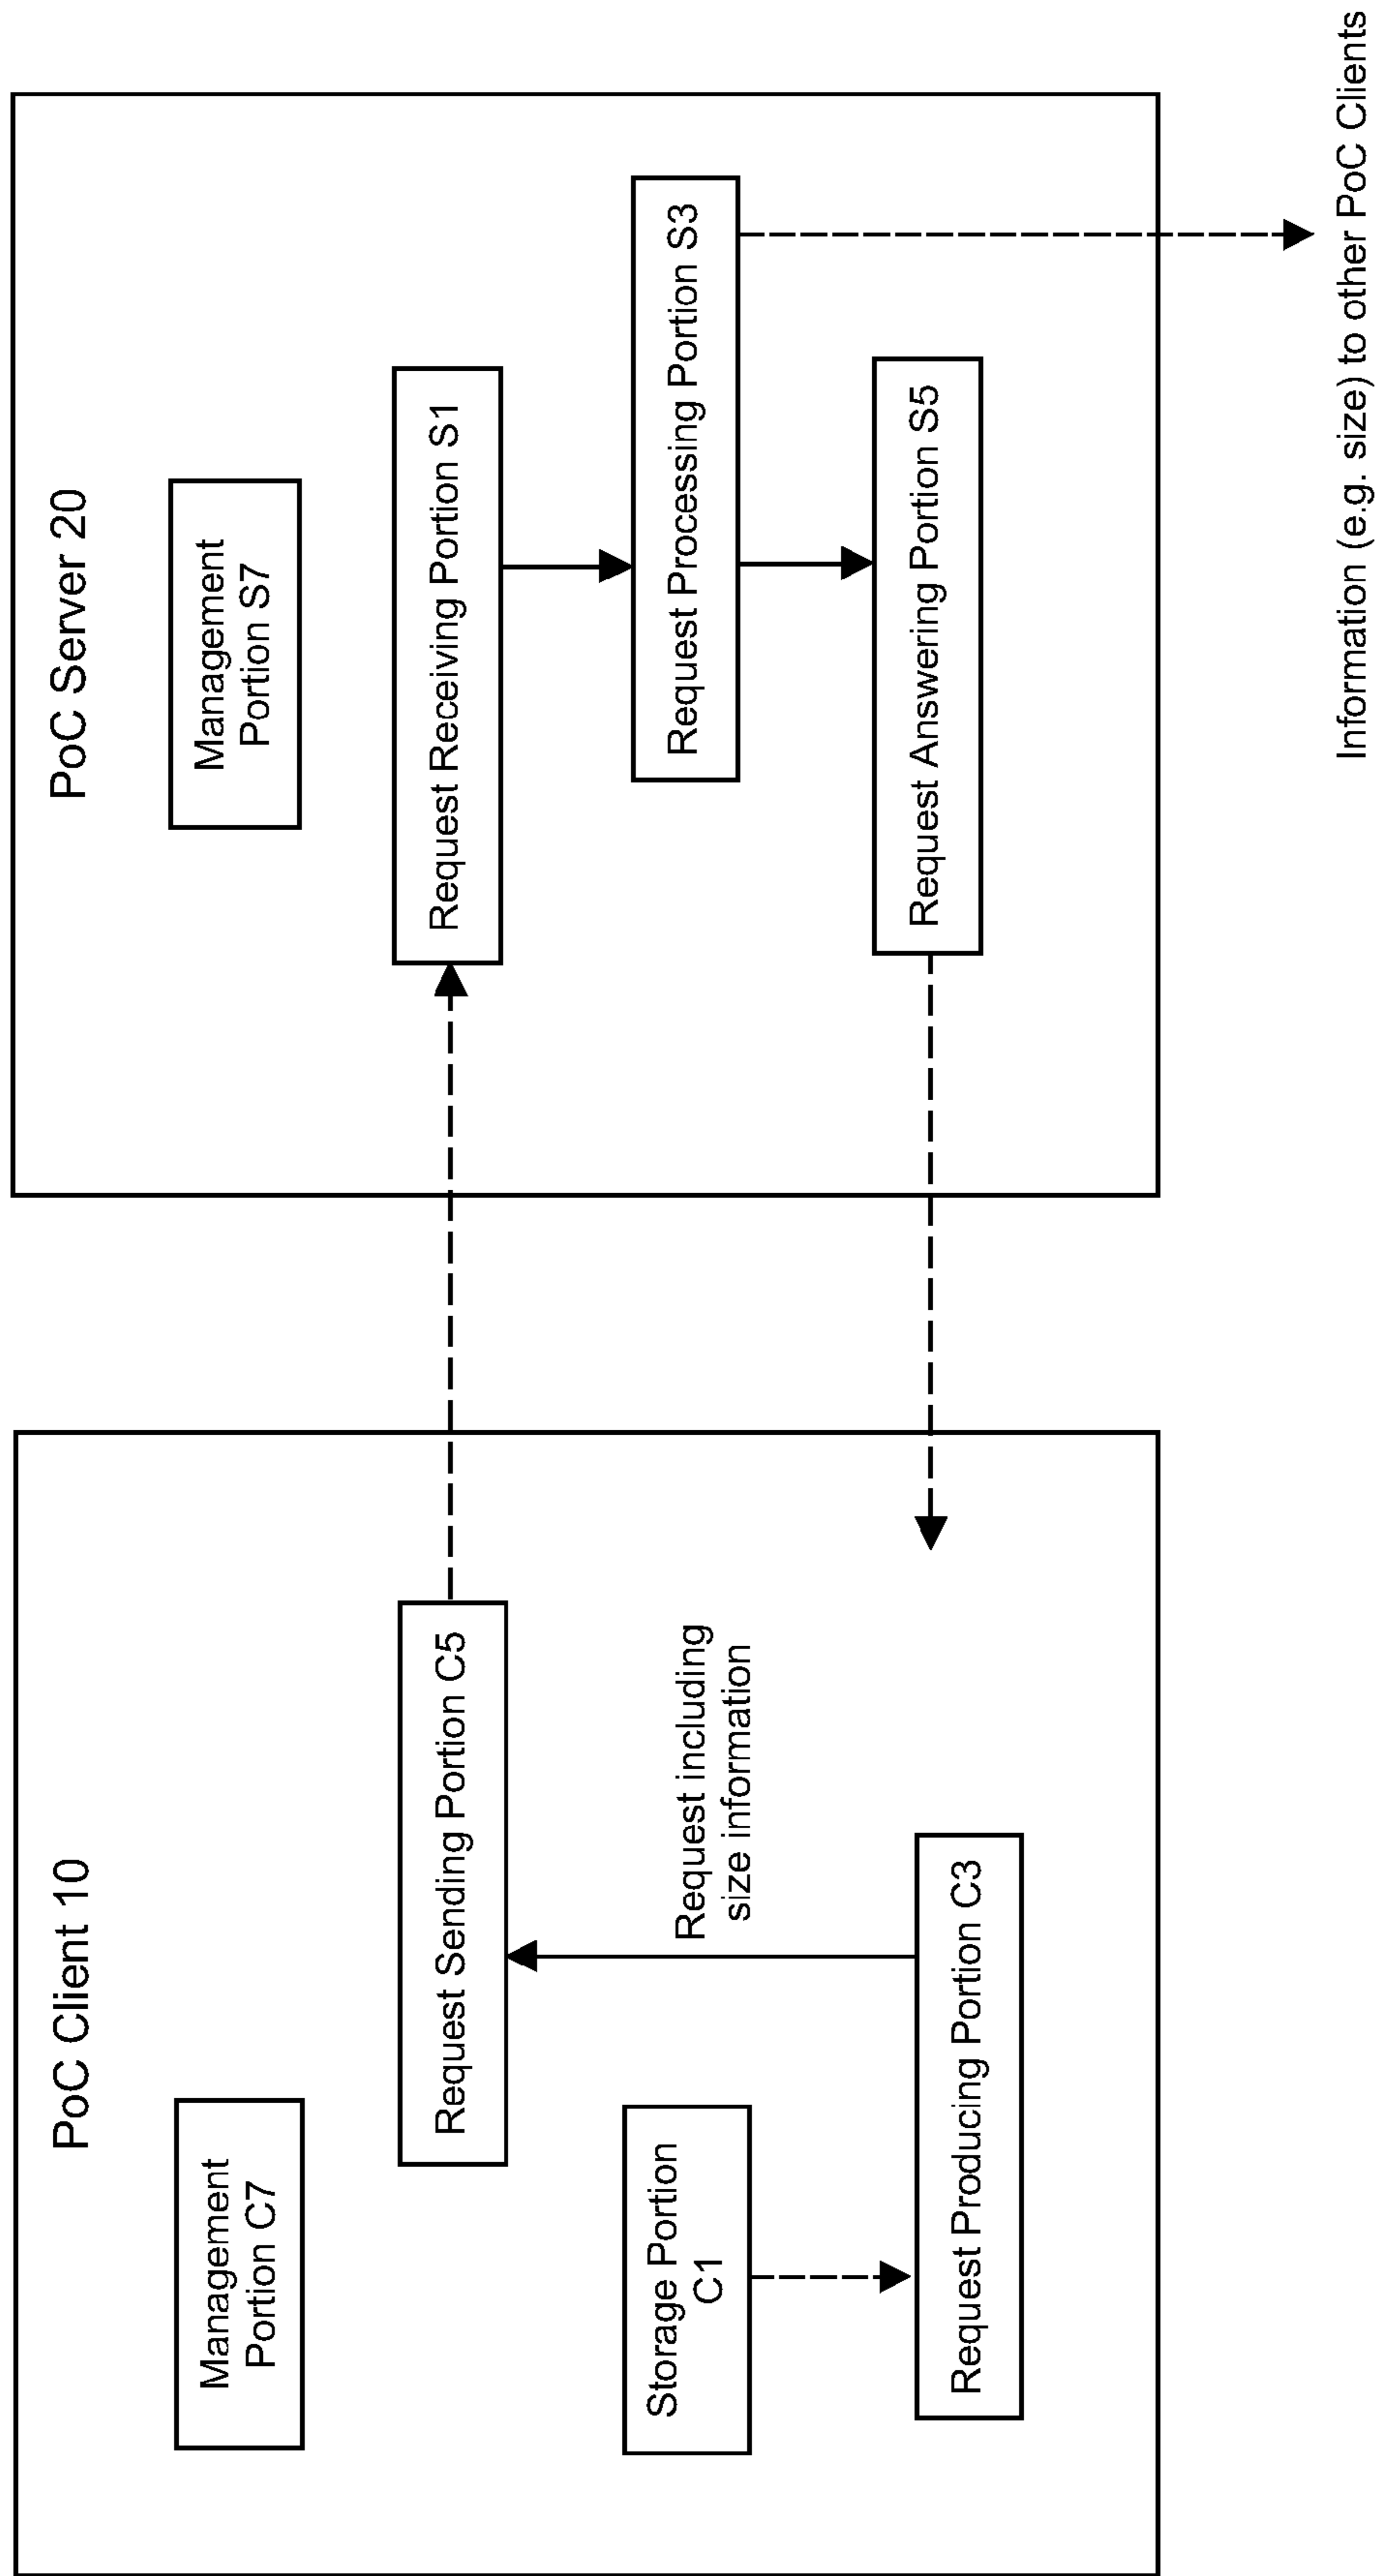 PoC Client 10
Management
Portion C7
Request Sending Portion C5
Storage Portion
C1
Request including
size information
Request Producing Portion C3
PoC Server 20
Management
Portion S7
Request Receiving Portion S1
Request Processing Portion S3
Request Answering Portion S5
Information (e.g. size) to other PoC Clients